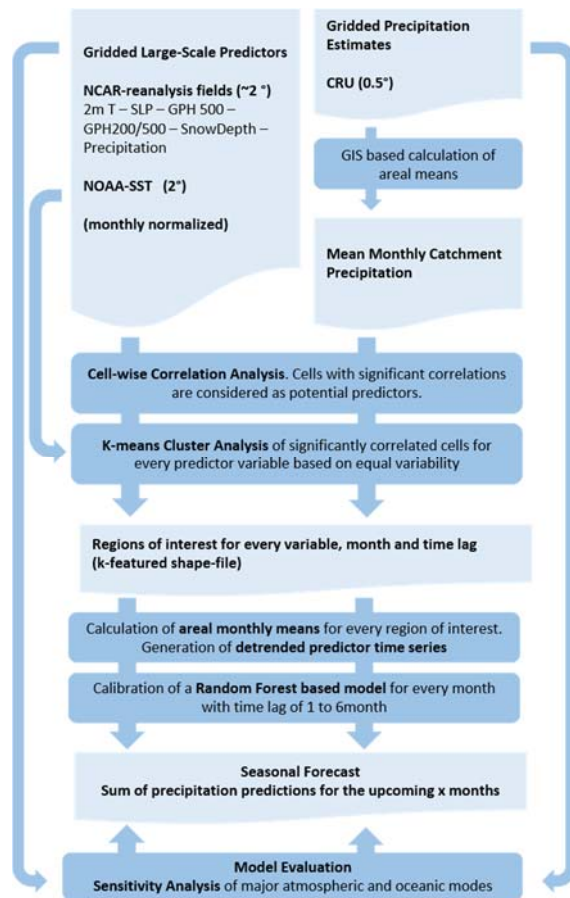 Gridded Large-Scale Predictors
NCAR-reanalysis fields (~2 °)
2m T – SLP – GPH 500 –
GPH200/500 – SnowDepth –
Precipitation
NOAA-SST (2°)
(monthly normalized)
Gridded Precipitation
Estimates
CRU (0.5°)
GIS based calculation of
areal means
Mean Monthly Catchment
Precipitation
Cell-wise Correlation Analysis. Cells with significant correlations
are considered as potential predictors.
K-means Cluster Analysis of significantly correlated cells for
every predictor variable based on equal variability
Regions of interest for every variable, month and time lag
(k-featured shape-file)
Calculation of areal monthly means for every region of interest.
Generation of detrended predictor time series
Calibration of a Random Forest based model for every month
with time lag of 1 to 6month
Seasonal Forecast
Sum of precipitation predictions for the upcoming x months
Model Evaluation
Sensitivity Analysis of major atmospheric and oceanic modes